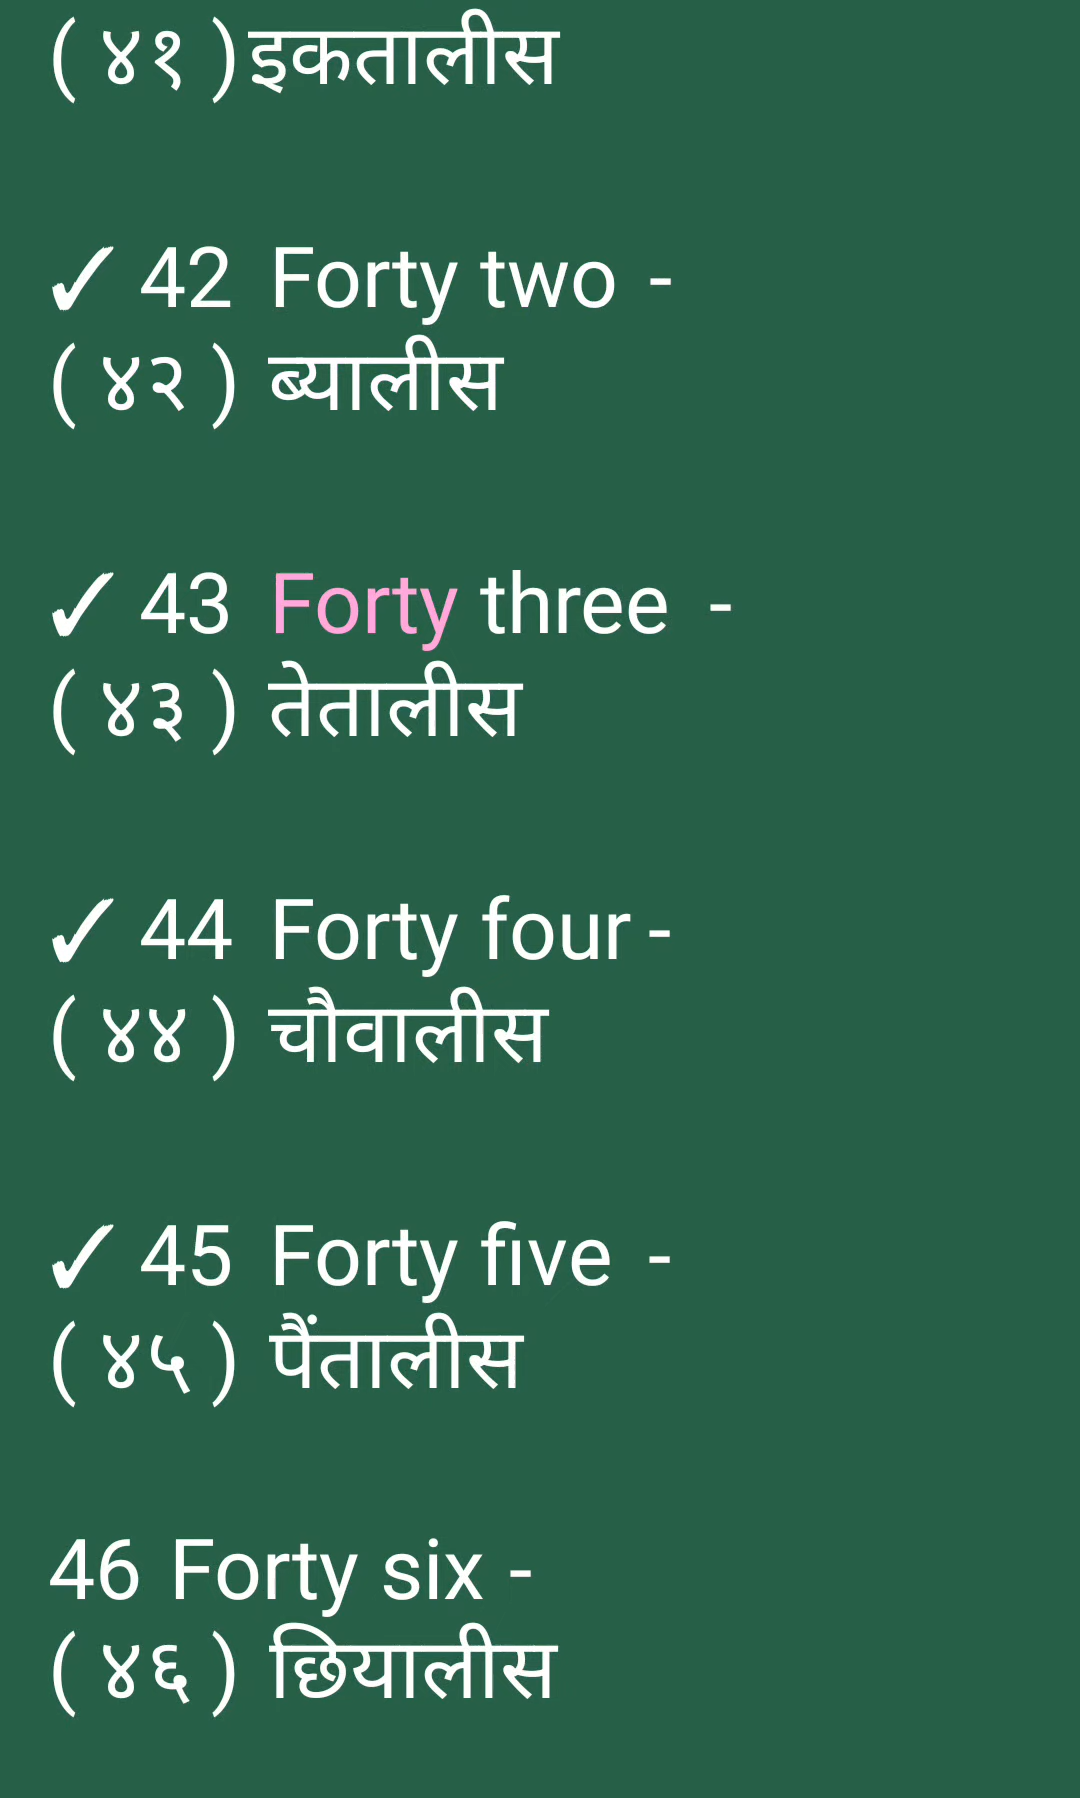 ( ४१ )इकतालीस
✓ 42 Forty two -
( ४२ ) ब्यालीस
✓ 43 Forty three -
( ४३ ) तेतालीस
✓ 44 Forty four -
( ४४ ) चौवालीस
✓ 45 Forty five -
( ४५ ) पैंतालीस
46 Forty six -
( ४६ ) छियालीस